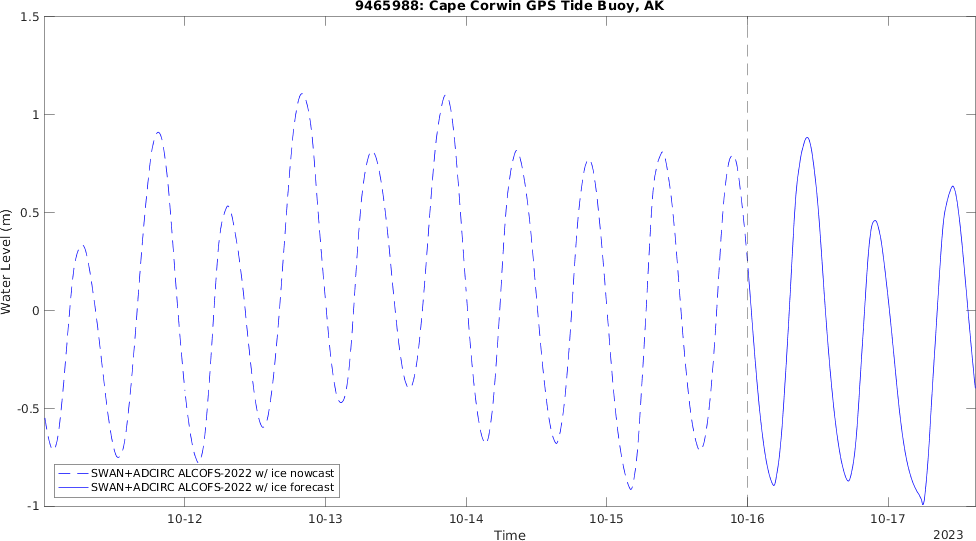 9465988: Cape Corwin GPS Tide Buoy, AK
Water Level (m)
1.5
1
0.5
0
-0.5
-1
SWAN+ADCIRC ALCOFS-2022 w/ ice nowcast
SWAN+ADCIRC ALCOFS-2022 w/ ice forecast
10-12 10-13 10-14 10-15 10-16 10-17
Time
2023